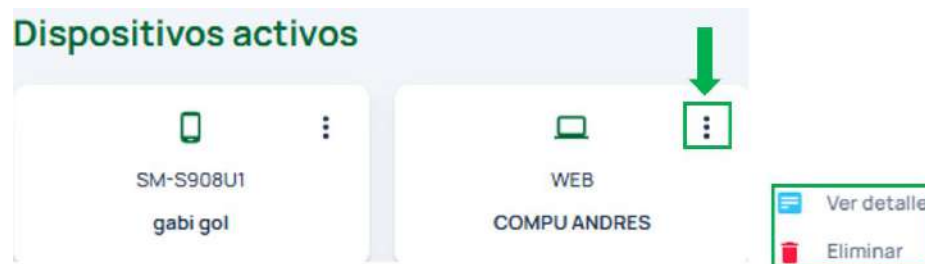 Dispositivos activos
SM-S908U1
gabi gol
WEB
COMPU ANDRES
Ver detalle
Eliminar